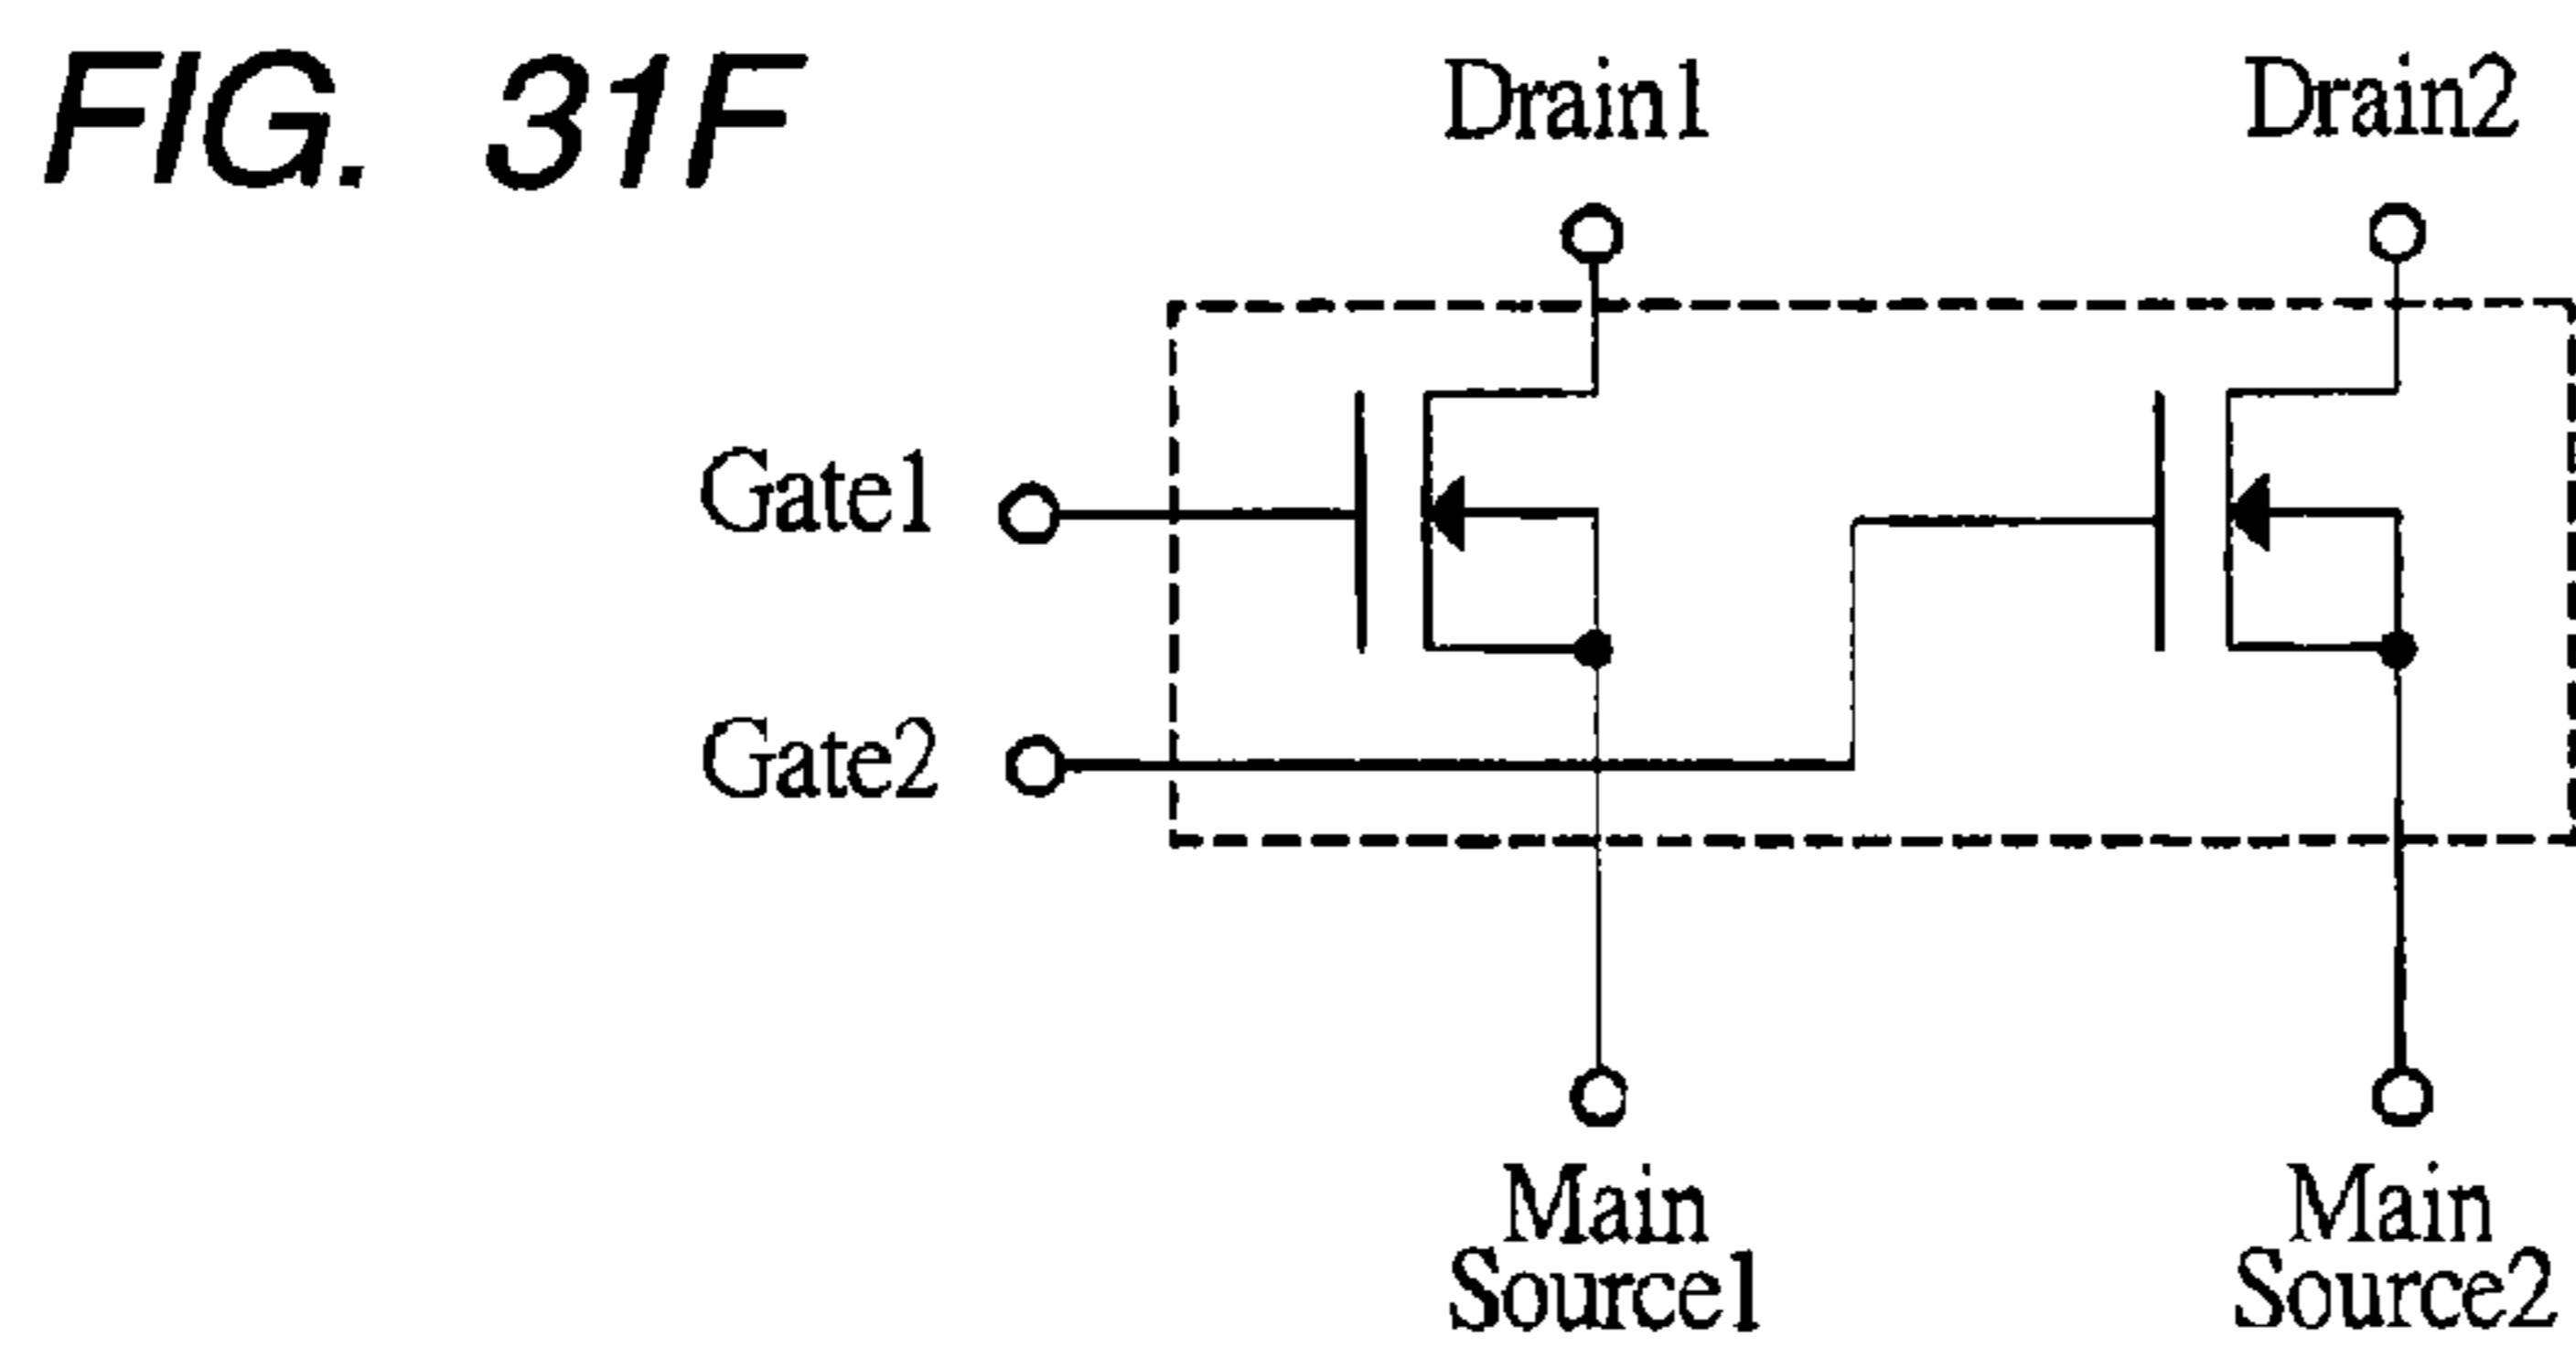 FIG. 31F
Drain1
Drain2
Gate1
Gate2
Main
Source1
Main
Source2